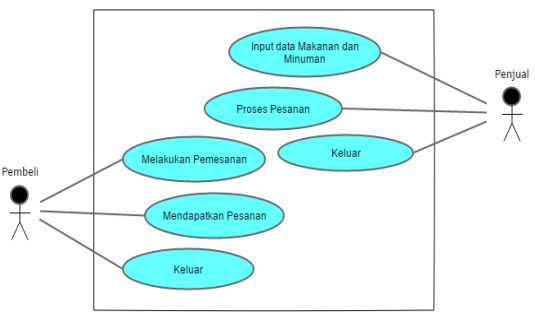 Input data Makanan dan
Minuman
Penjual
Proses Pesanan
Keluar
Melakukan Pemesanan
Pembeli
Mendapatkan Pesanan
Keluar